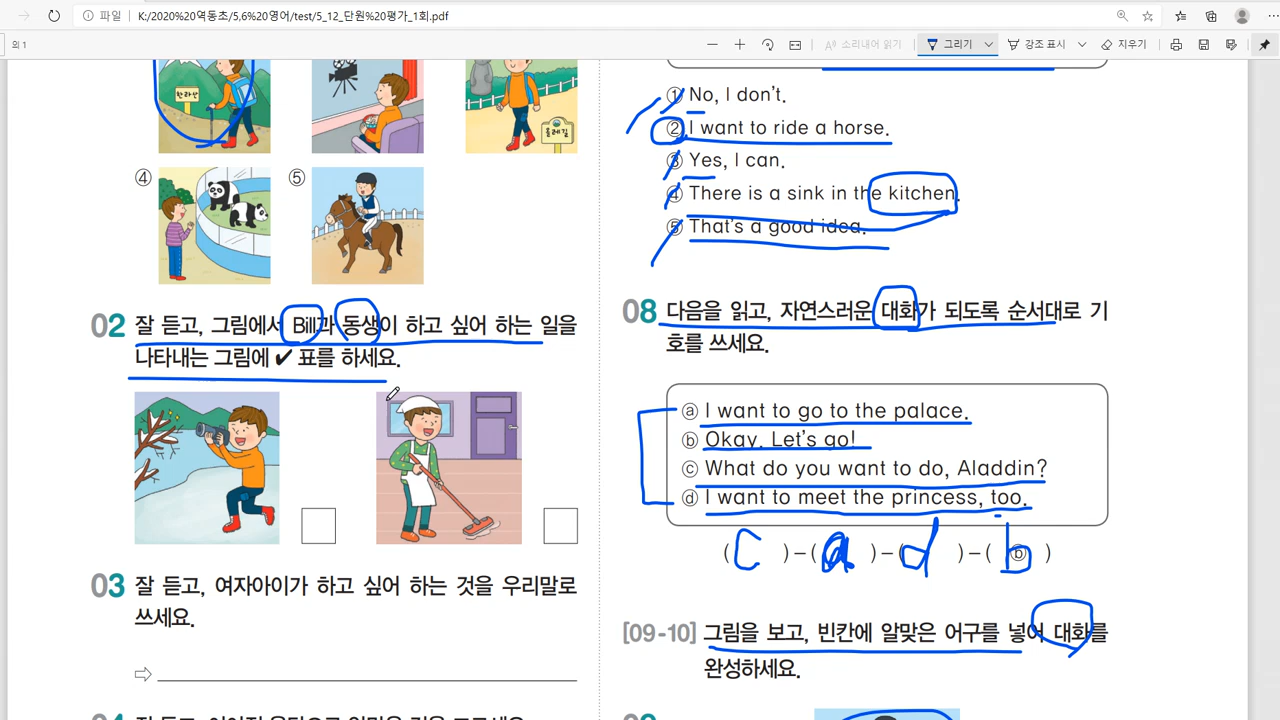 파일
K:/2020%20역동초/5,6%20영어/test/5_12_단원%20평가_1회.pdf
의 1
소리내어 읽기
그리기
강조 표시
지우기
한라산
올레길
④
⑤
02 잘 듣고, 그림에서 Bill과 동생이 하고 싶어 하는 일을
나타내는 그림에 ✔ 표를 하세요.
03 잘 듣고, 여자아이가 하고 싶어 하는 것을 우리말로
쓰세요.
⇨
① No, I don't.
② I want to ride a horse.
③ Yes, I can.
④ There is a sink in the kitchen.
⑤ That's a good idea.
08 다음을 읽고, 자연스러운 대화가 되도록 순서대로 기
호를 쓰세요.
ⓐ I want to go to the palace.
ⓑ Okay. Let's go!
ⓒ What do you want to do, Aladdin?
ⓓ I want to meet the princess, too.
( c ) – ( a ) – ( d ) – ( b ⓑ )
[09-10] 그림을 보고, 빈칸에 알맞은 어구를 넣어 대화를
완성하세요.